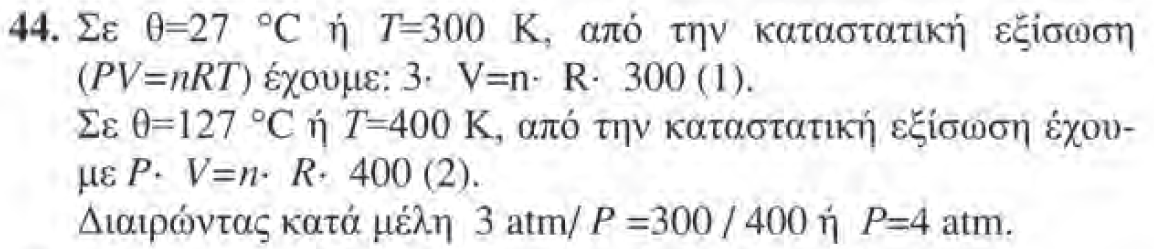 44. Σε θ=27 °C ή T=300 K, από την καταστατική εξίσωση
(PV=nRT) έχουμε: 3· V=n· R· 300 (1).
Σε θ=127 °C ή T=400 K, από την καταστατική εξίσωση έχου-
με P· V=n· R· 400 (2).
Διαιρώντας κατά μέλη 3 atm/ P =300 / 400 ή P=4 atm.